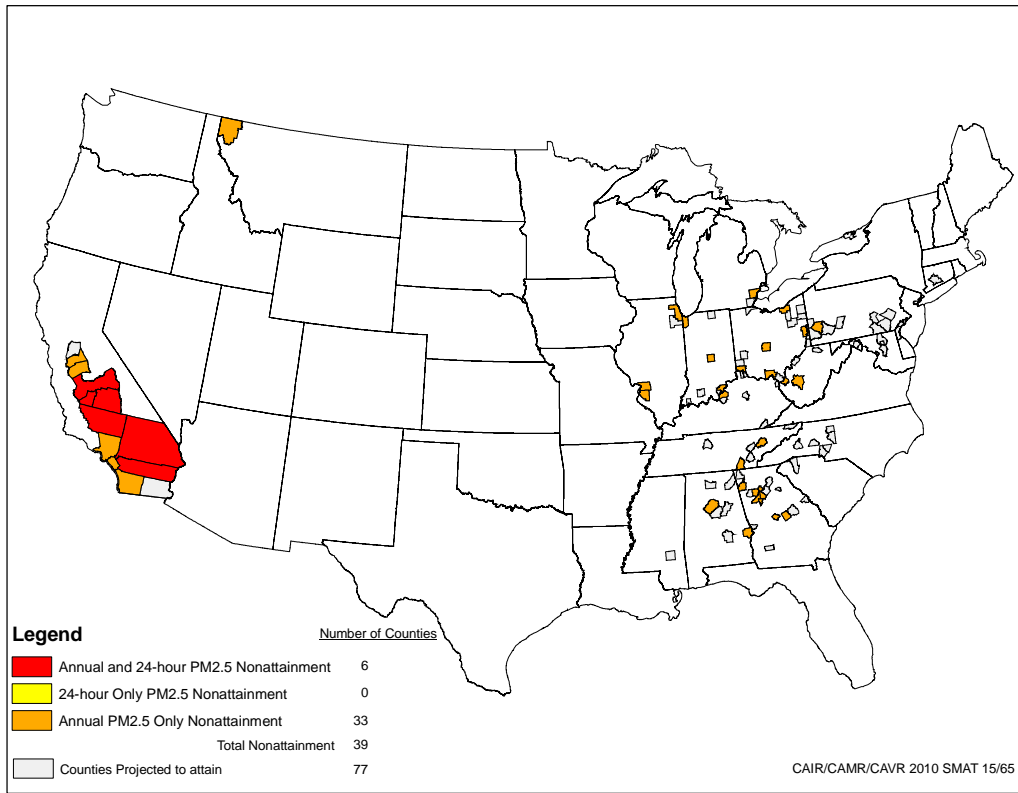 Legend
Number of Counties
Annual and 24-hour PM2.5 Nonattainment 6
24-hour Only PM2.5 Nonattainment 0
Annual PM2.5 Only Nonattainment 33
Total Nonattainment 39
Counties Projected to attain 77
CAIR/CAMR/CAVR 2010 SMAT 15/65